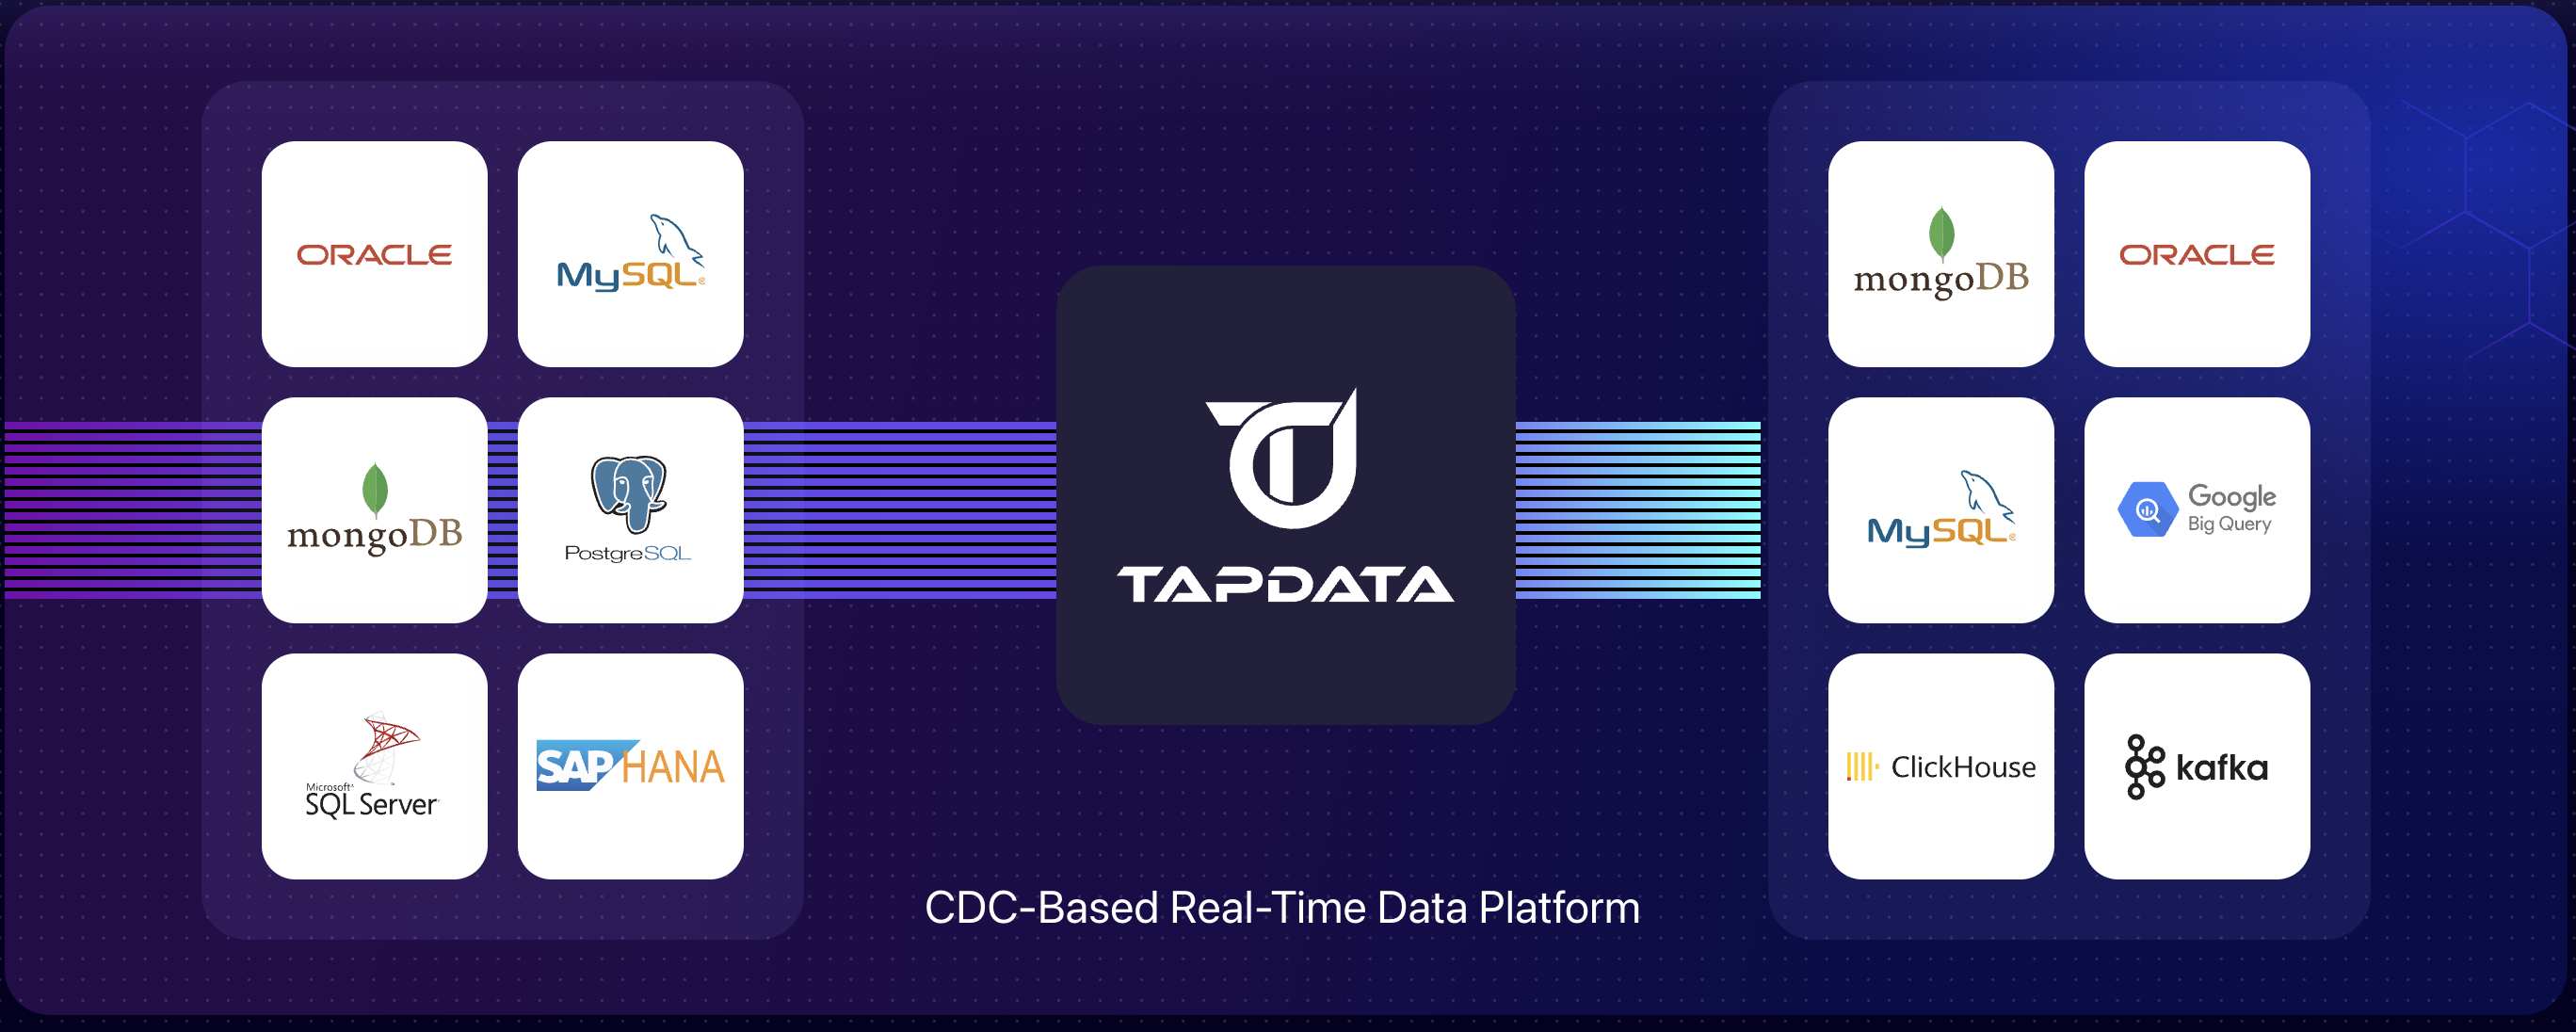 ORACLE
MySQL®
mongoDB
PostgreSQL
Microsoft®
SQL Server
SAP HANA
TAPDATA
CDC-Based Real-Time Data Platform
mongoDB
ORACLE
MySQL®
Google
Big Query
ClickHouse
kafka